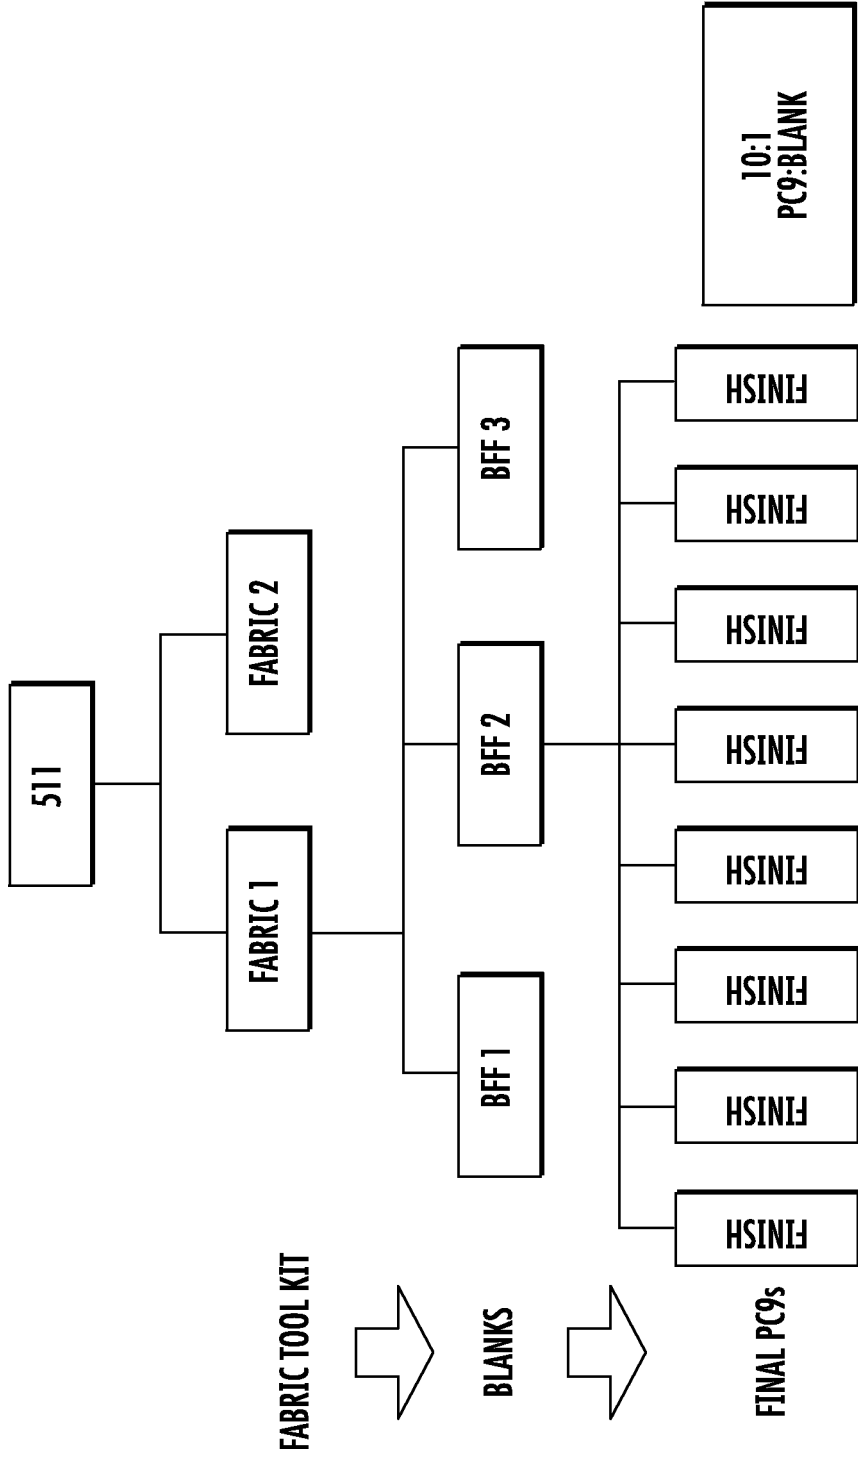 511
FABRIC TOOL KIT
FABRIC 1
FABRIC 2
BLANKS
BFF 1
BFF 2
BFF 3
FINAL PC9s
FINISH
FINISH
FINISH
FINISH
FINISH
FINISH
FINISH
FINISH
10:1
PC9:BLANK